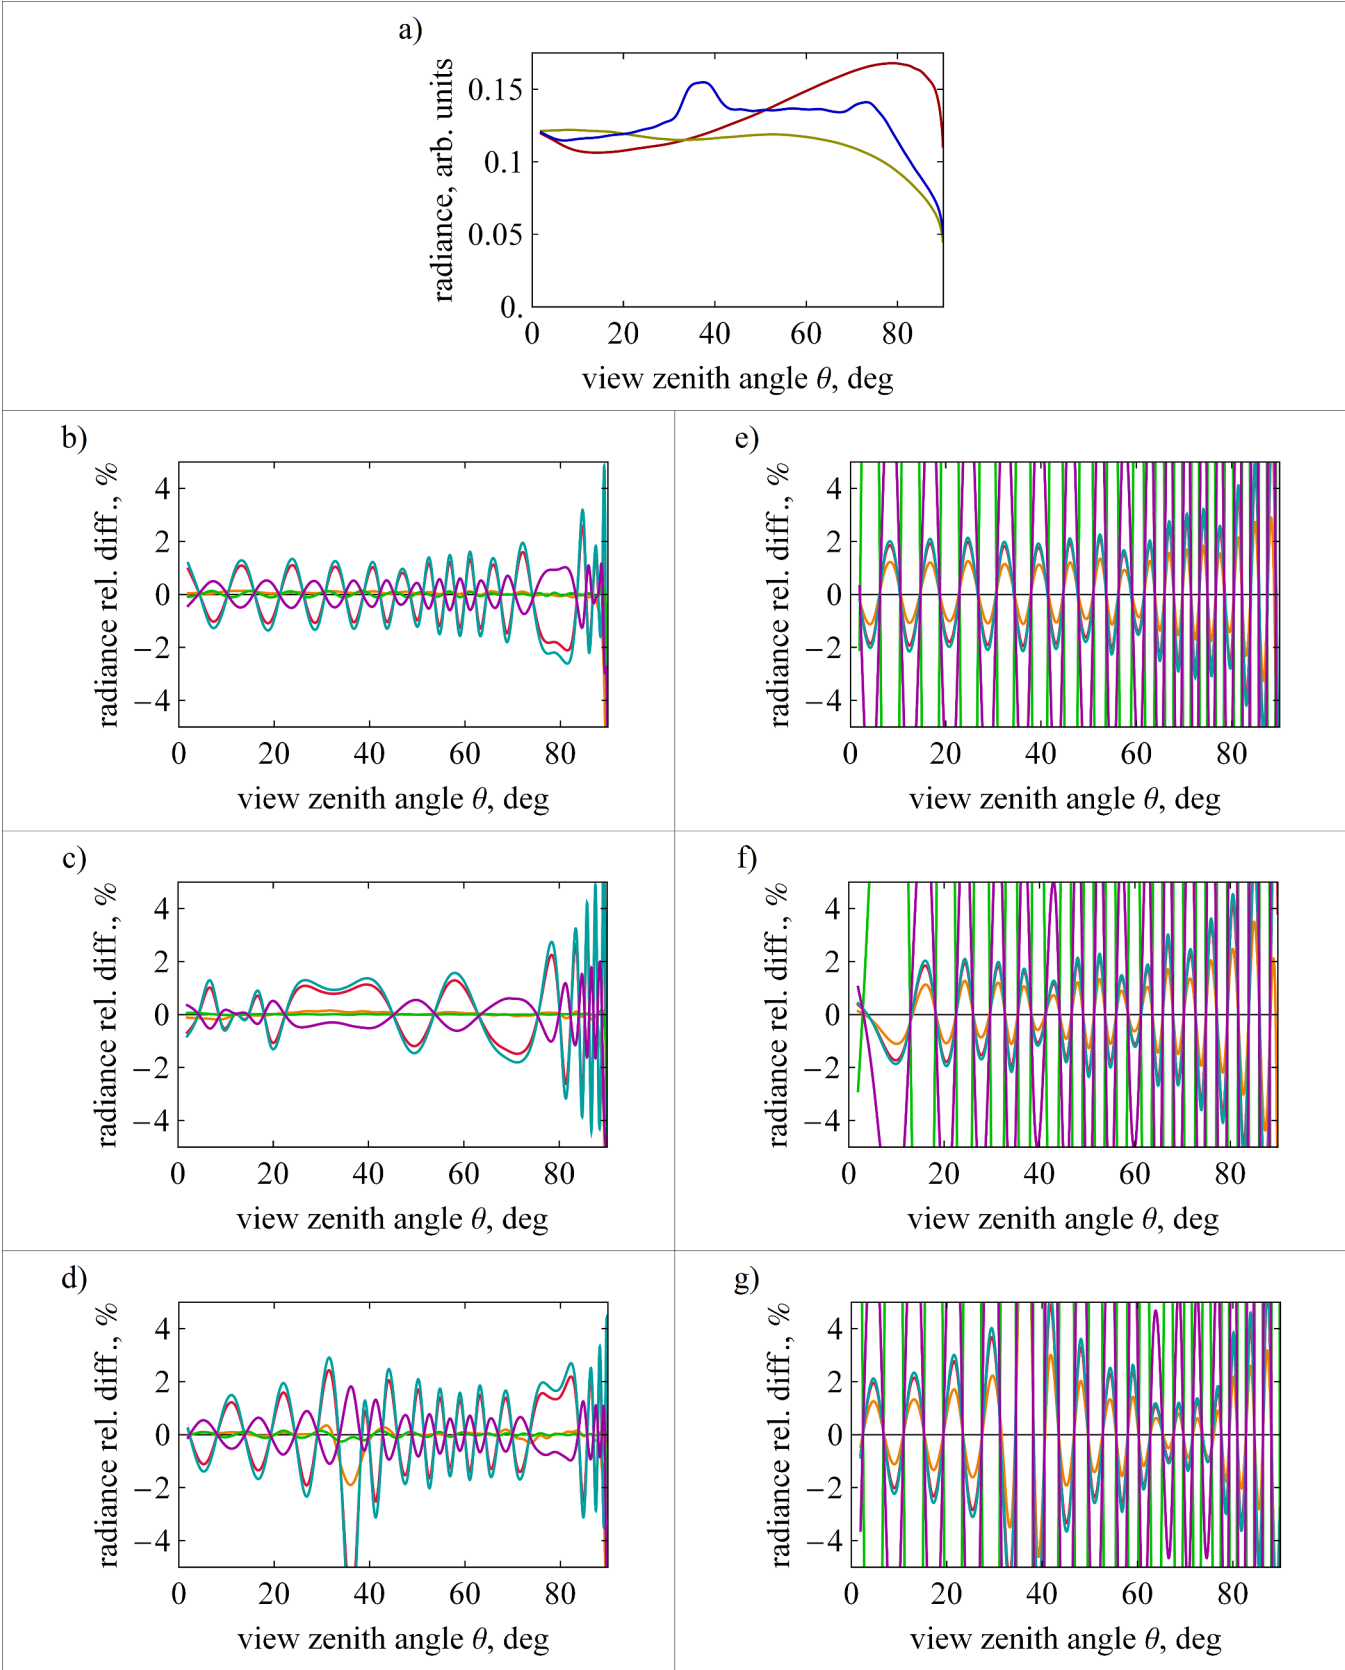 a)
radiance, arb. units
0.15
0.1
0.05
0.
0 20 40 60 80
view zenith angle θ, deg
b)
radiance rel. diff., %
4
2
0
−2
−4
0 20 40 60 80
view zenith angle θ, deg
e)
radiance rel. diff., %
4
2
0
−2
−4
0 20 40 60 80
view zenith angle θ, deg
c)
radiance rel. diff., %
4
2
0
−2
−4
0 20 40 60 80
view zenith angle θ, deg
f)
radiance rel. diff., %
4
2
0
−2
−4
0 20 40 60 80
view zenith angle θ, deg
d)
radiance rel. diff., %
4
2
0
−2
−4
0 20 40 60 80
view zenith angle θ, deg
g)
radiance rel. diff., %
4
2
0
−2
−4
0 20 40 60 80
view zenith angle θ, deg